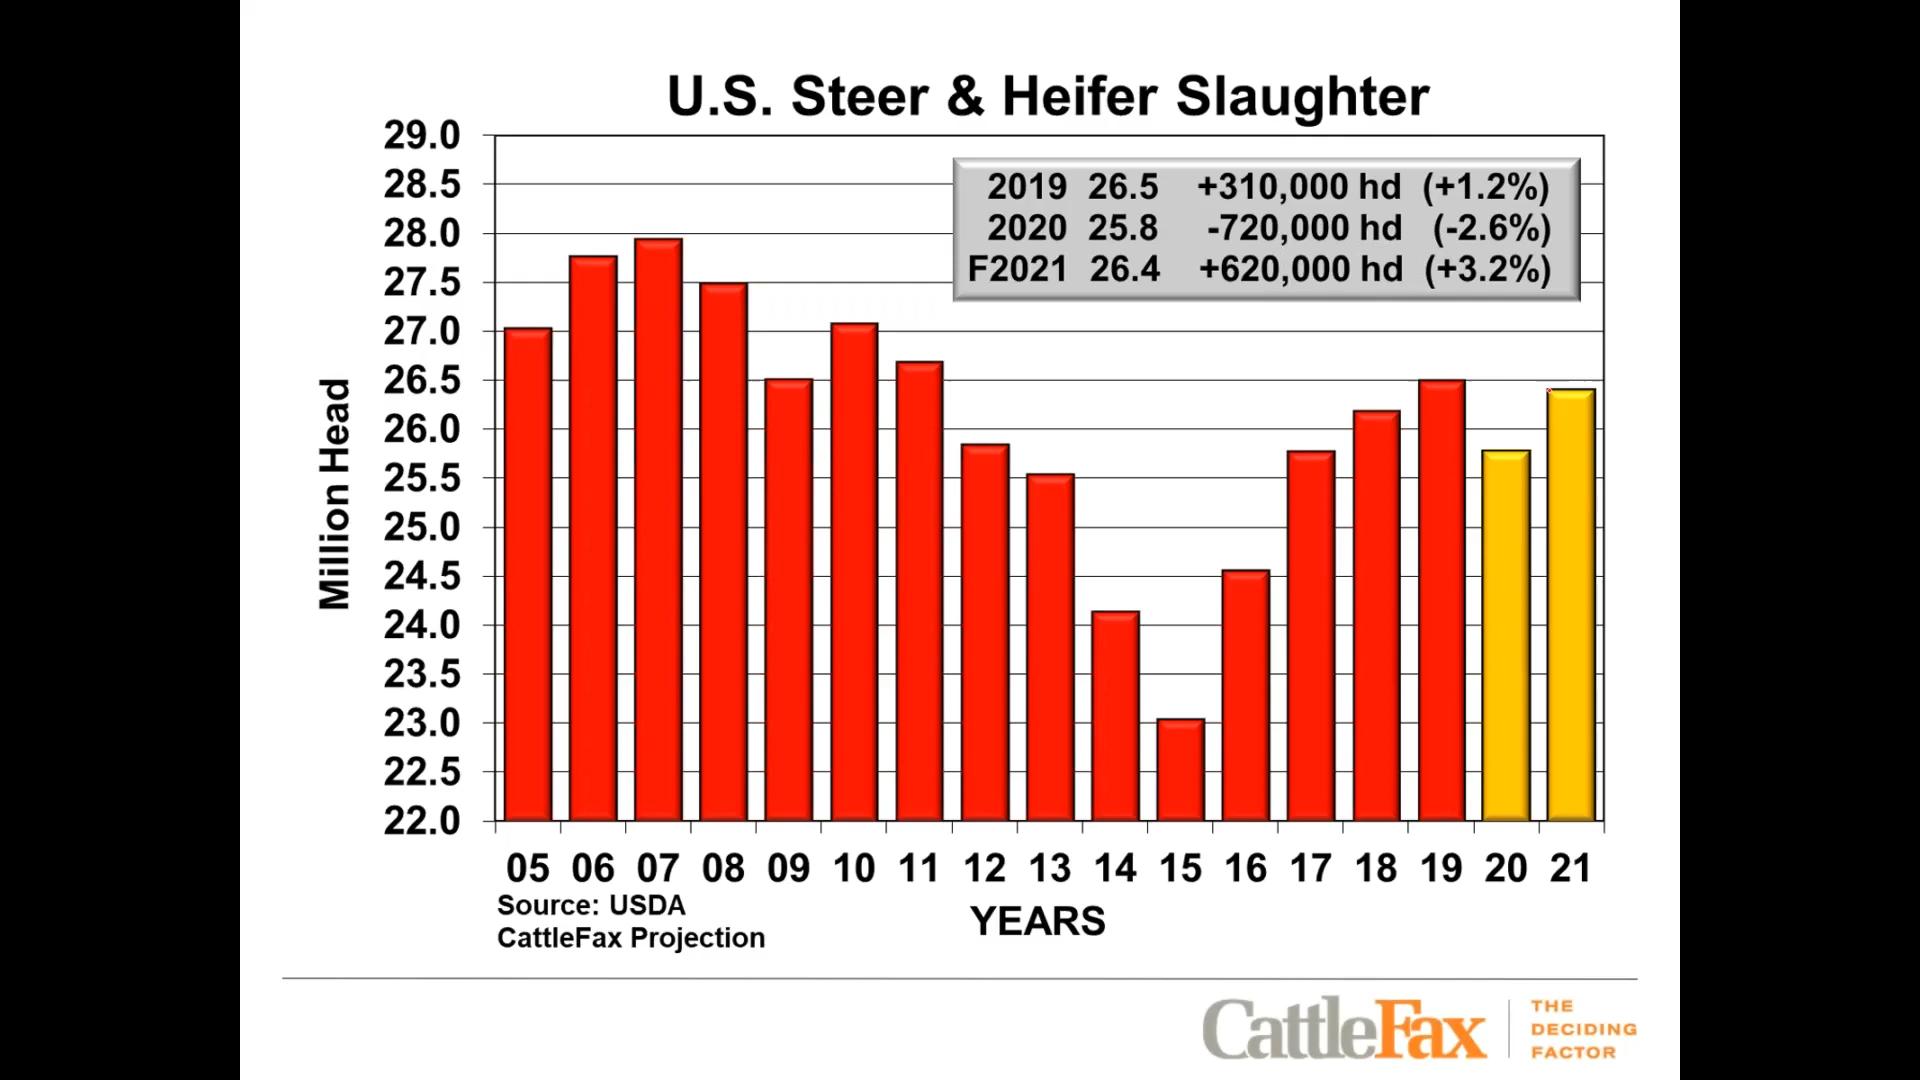 U.S. Steer & Heifer Slaughter
2019 26.5 +310,000 hd (+1.2%)
2020 25.8 -720,000 hd (-2.6%)
F2021 26.4 +620,000 hd (+3.2%)
29.0
28.5
28.0
27.5
27.0
26.5
26.0
25.5
25.0
24.5
24.0
23.5
23.0
22.5
22.0
Million Head
05 06 07 08 09 10 11 12 13 14 15 16 17 18 19 20 21
YEARS
Source: USDA
CattleFax Projection
CattleFax
THE
DECIDING
FACTOR